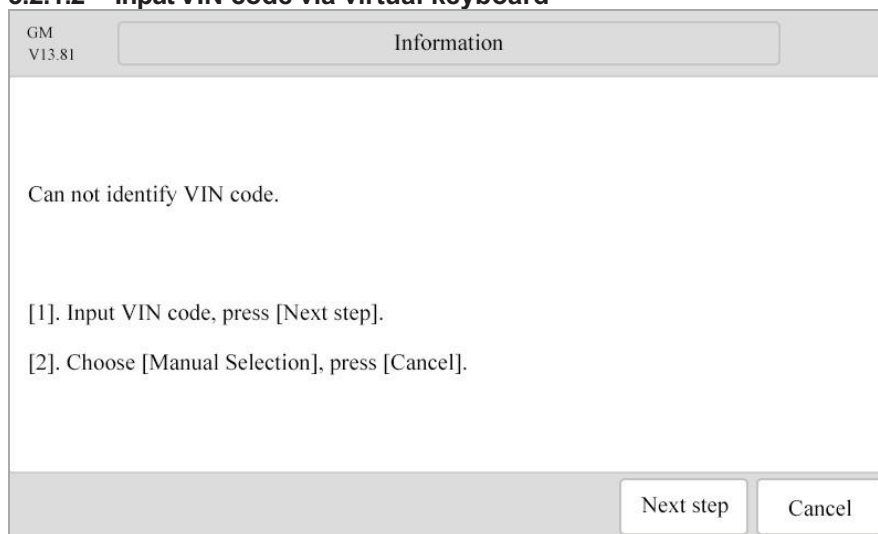 Input VIN code via virtual keyboard
GM
V13.81
Information
Can not identify VIN code.
[1]. Input VIN code, press [Next step].
[2]. Choose [Manual Selection], press [Cancel].
Next step
Cancel